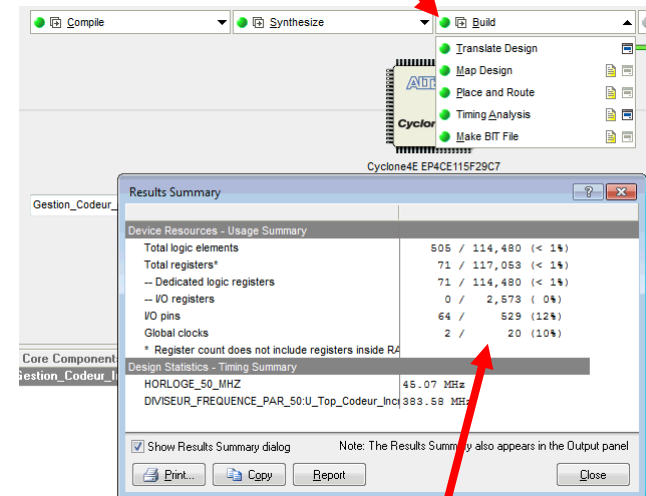 Compile Synthesize Build
Translate Design
Map Design
Place and Route
Timing Analysis
Make BIT File
Cyclone4E EP4CE115F29C7
Results Summary
Gestion_Codeur_
Device Resources - Usage Summary
Total logic elements 505 / 114,480 (< 1%)
Total registers* 71 / 117,053 (< 1%)
-- Dedicated logic registers 71 / 114,480 (< 1%)
-- I/O registers 0 / 2,573 ( 0%)
I/O pins 64 / 529 (12%)
Global clocks 2 / 20 (10%)
* Register count does not include registers inside RA
Core Component
Design Statistics - Timing Summary
HORLOGE_50_MHZ 45.07 MHz
DIVISEUR_FREQUENCE_PAR_50:U_Top_Codeur_Incr 383.58 MHz
Show Results Summary dialog Note: The Results Summary also appears in the Output panel
Print... Copy Report Close